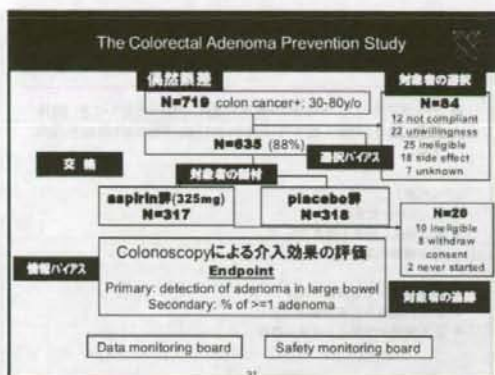 The Colorectal Adenoma Prevention Study
偶然誤差
N=719 colon cancer+: 30-80y/o
対象者の選択
N=84
12 not compliant
22 unwillingness
25 ineligible
18 side effect
7 unknown
N=635 (88%)
選択バイアス
交絡
対象者の割付
aspirin群(325mg)
N=317
placebo群
N=318
N=20
10 ineligible
8 withdraw
consent
2 never started
情報バイアス
Colonoscopyによる介入効果の評価
Endpoint
Primary: detection of adenoma in large bowel
Secondary: % of >=1 adenoma
対象者の追跡
Data monitoring board
Safety monitoring board
31